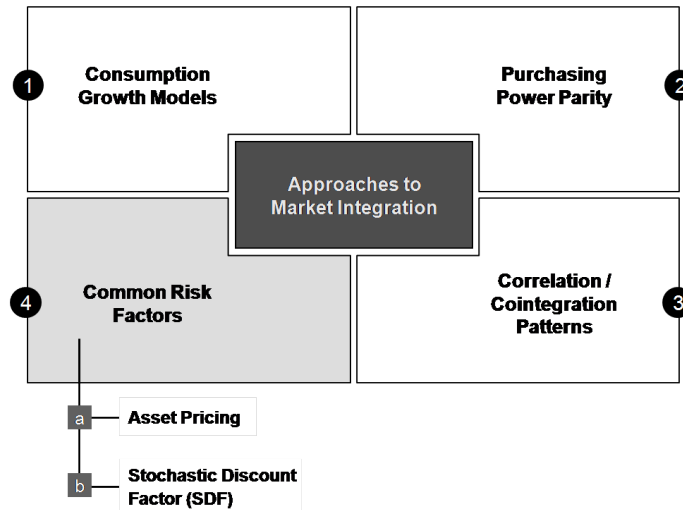 1
Consumption
Growth Models
Purchasing
Power Parity
2
Approaches to
Market Integration
4
Common Risk
Factors
Correlation /
Cointegration
Patterns
3
a
Asset Pricing
b
Stochastic Discount
Factor (SDF)